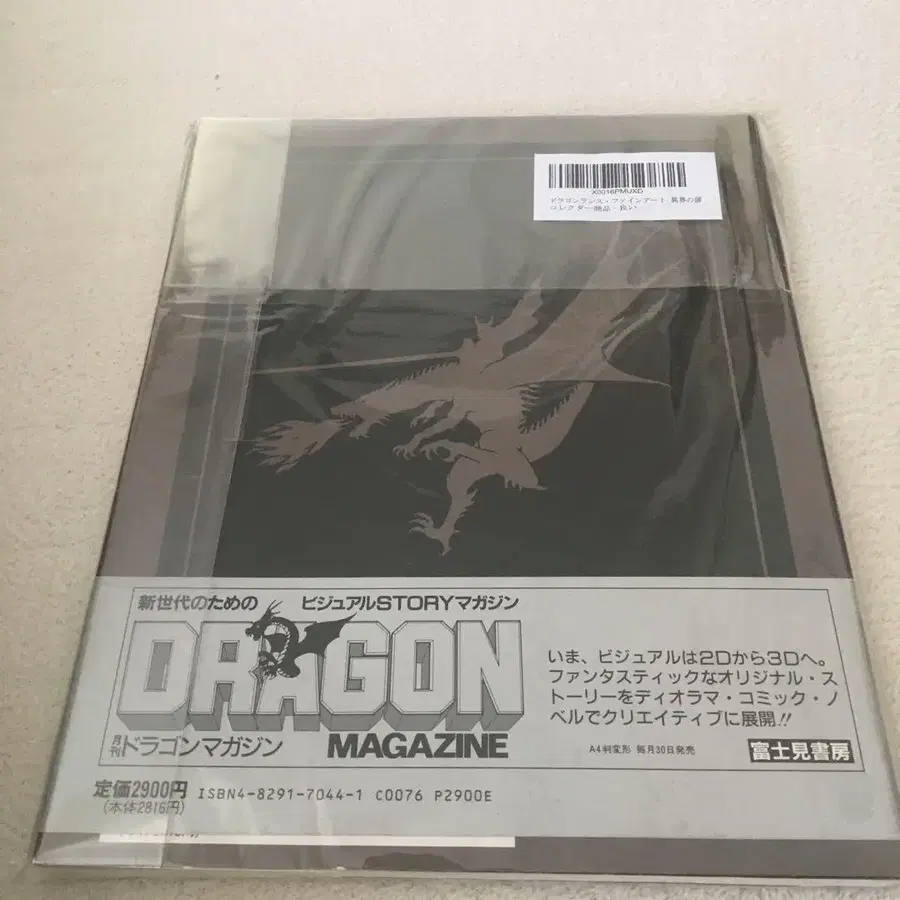 X0016PMUXD
ドラゴンランス・ファインアート 異界の扉
コレクター商品 - 良い
新世代のための ビジュアルSTORYマガジン
DRAGON
月刊ドラゴンマガジン MAGAZINE
いま、ビジュアルは2Dから3Dへ。
ファンタスティックなオリジナル・ス
トーリーをディオラマ・コミック・ノ
ベルでクリエイティブに展開!!
A4判変形 毎月30日発売 富士見書房
定価2900円 ISBN4-8291-7044-1 C0076 P2900E
(本体2816円)